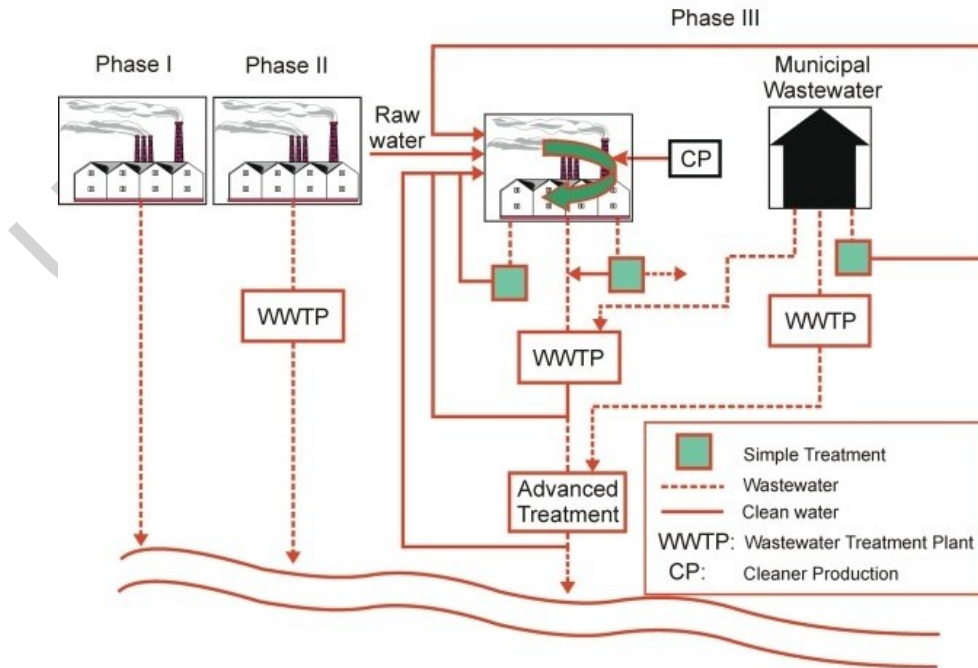 Phase III
Phase I
Phase II
Municipal
Wastewater
Raw
water
CP
WWTP
WWTP
WWTP
Advanced
Treatment
Simple Treatment
Wastewater
Clean water
WWTP: Wastewater Treatment Plant
CP: Cleaner Production